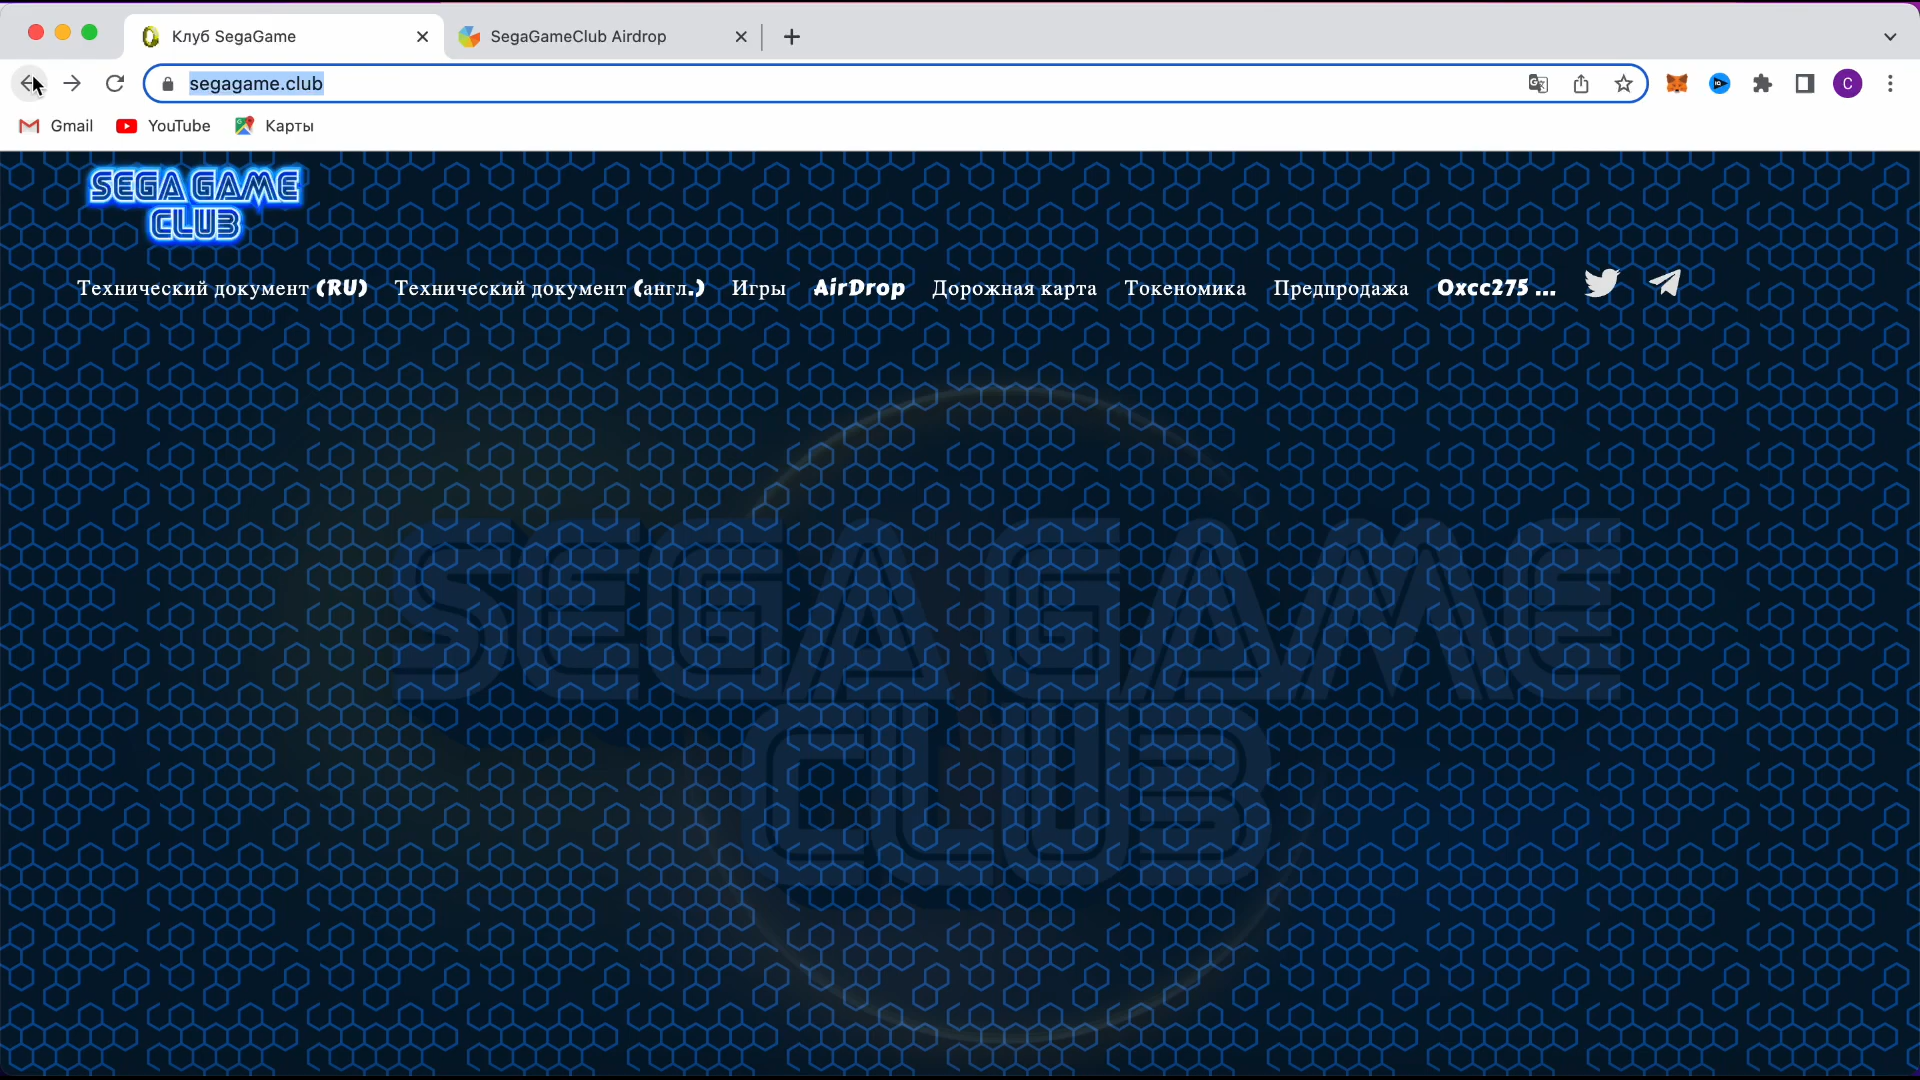 Клуб SegaGame
SegaGameClub Airdrop
segagame.club
C
Gmail
YouTube
Карты
SEGA GAME
CLUB
Технический документ (RU) Технический документ (англ.) Игры AirDrop Дорожная карта Токеномика Предпродажа Oxcc275 ...
SEGA GAME
CLUB